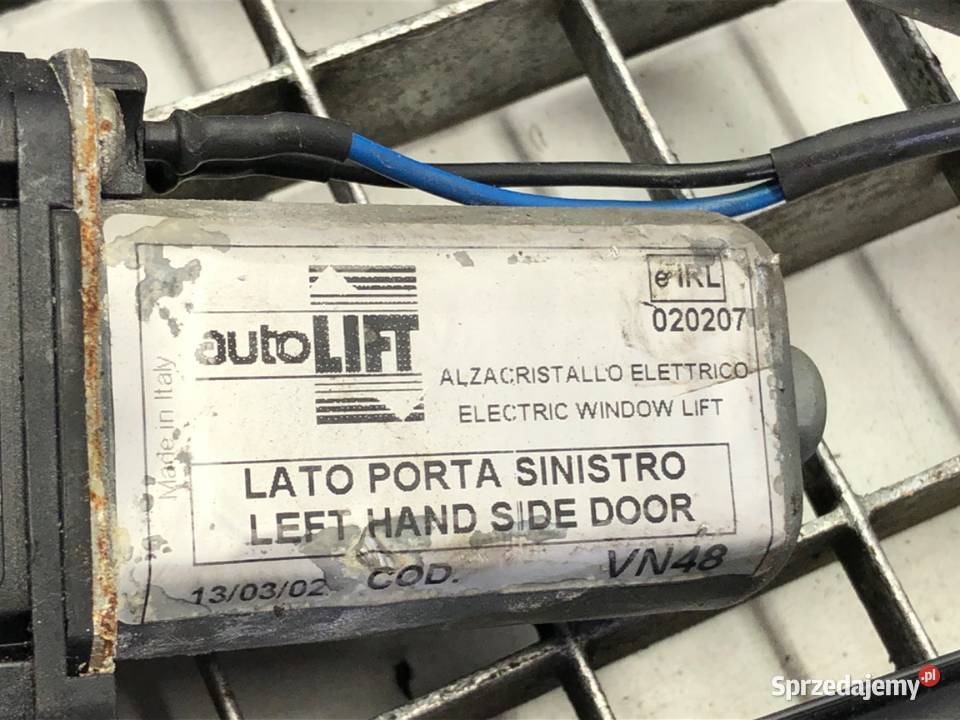 e IRL
020207
autoLIFT
Made in Italy
ALZACRISTALLO ELETTRICO
ELECTRIC WINDOW LIFT
LATO PORTA SINISTRO
LEFT HAND SIDE DOOR
13/03/02 COD. VN48
Sprzedajemy.pl